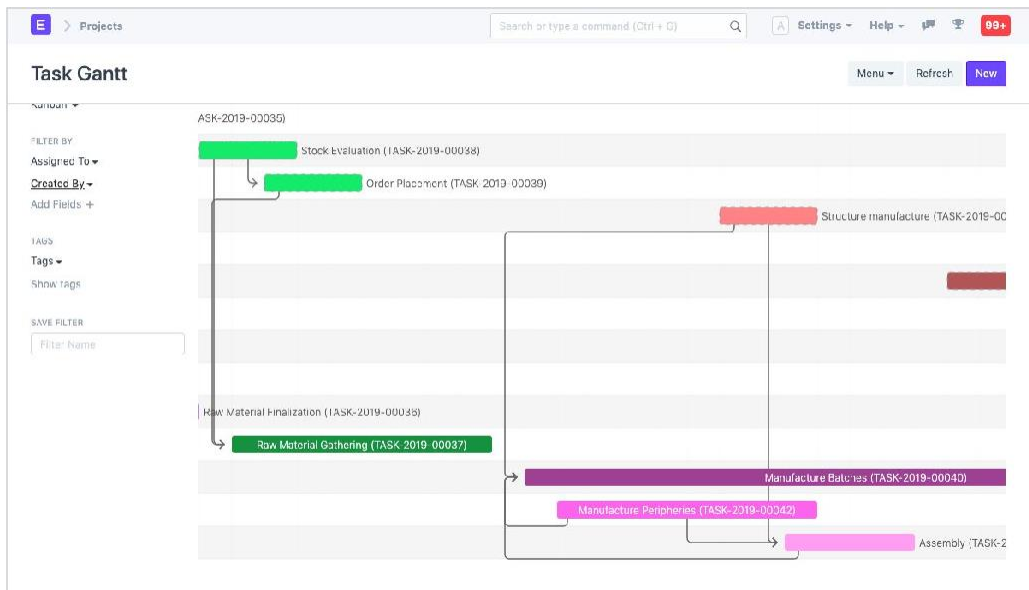 E
Projects
Search or type a command (Ctrl + G)
A
Settings
Help
99+
Task Gantt
Menu
Refresh
New
Kanban
ASK-2019-00035)
FILTER BY
Stock Evaluation (TASK-2019-00038)
Assigned To
Created By
Order Placement (TASK-2019-00039)
Add Fields +
Structure manufacture (TASK-2019-00
TAGS
Tags
Show tags
SAVE FILTER
Filter Name
Raw Material Finalization (TASK-2019-00036)
Raw Material Gathering (TASK-2019-00037)
Manufacture Batches (TASK-2019-00040)
Manufacture Peripheries (TASK-2019-00042)
Assembly (TASK-2